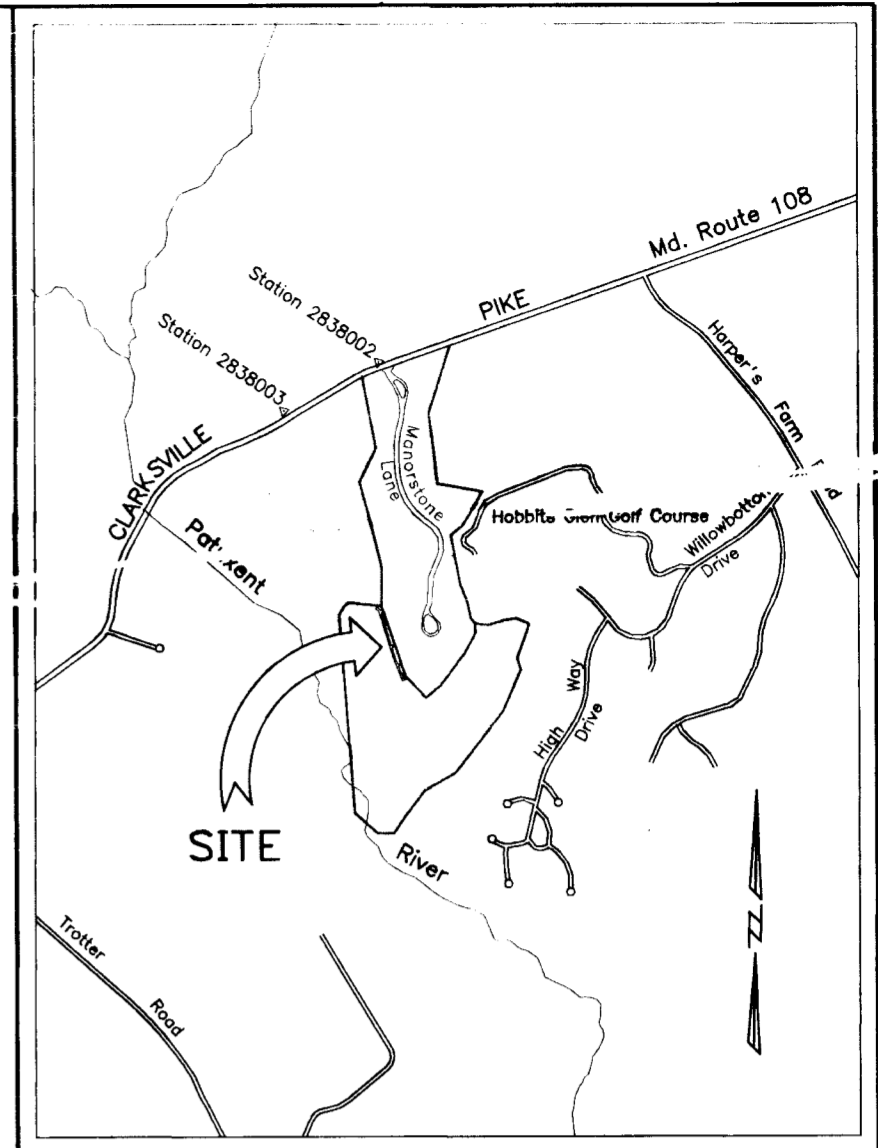 Md. Route 108
Station 2838002
PIKE
Station 2838003
Harper's Farm
CLARKSVILLE
Manorstone
Lane
Hobbits Golf Course
Willowbottom
Drive
River
High Way
Drive
SITE
Trotter
Road
N